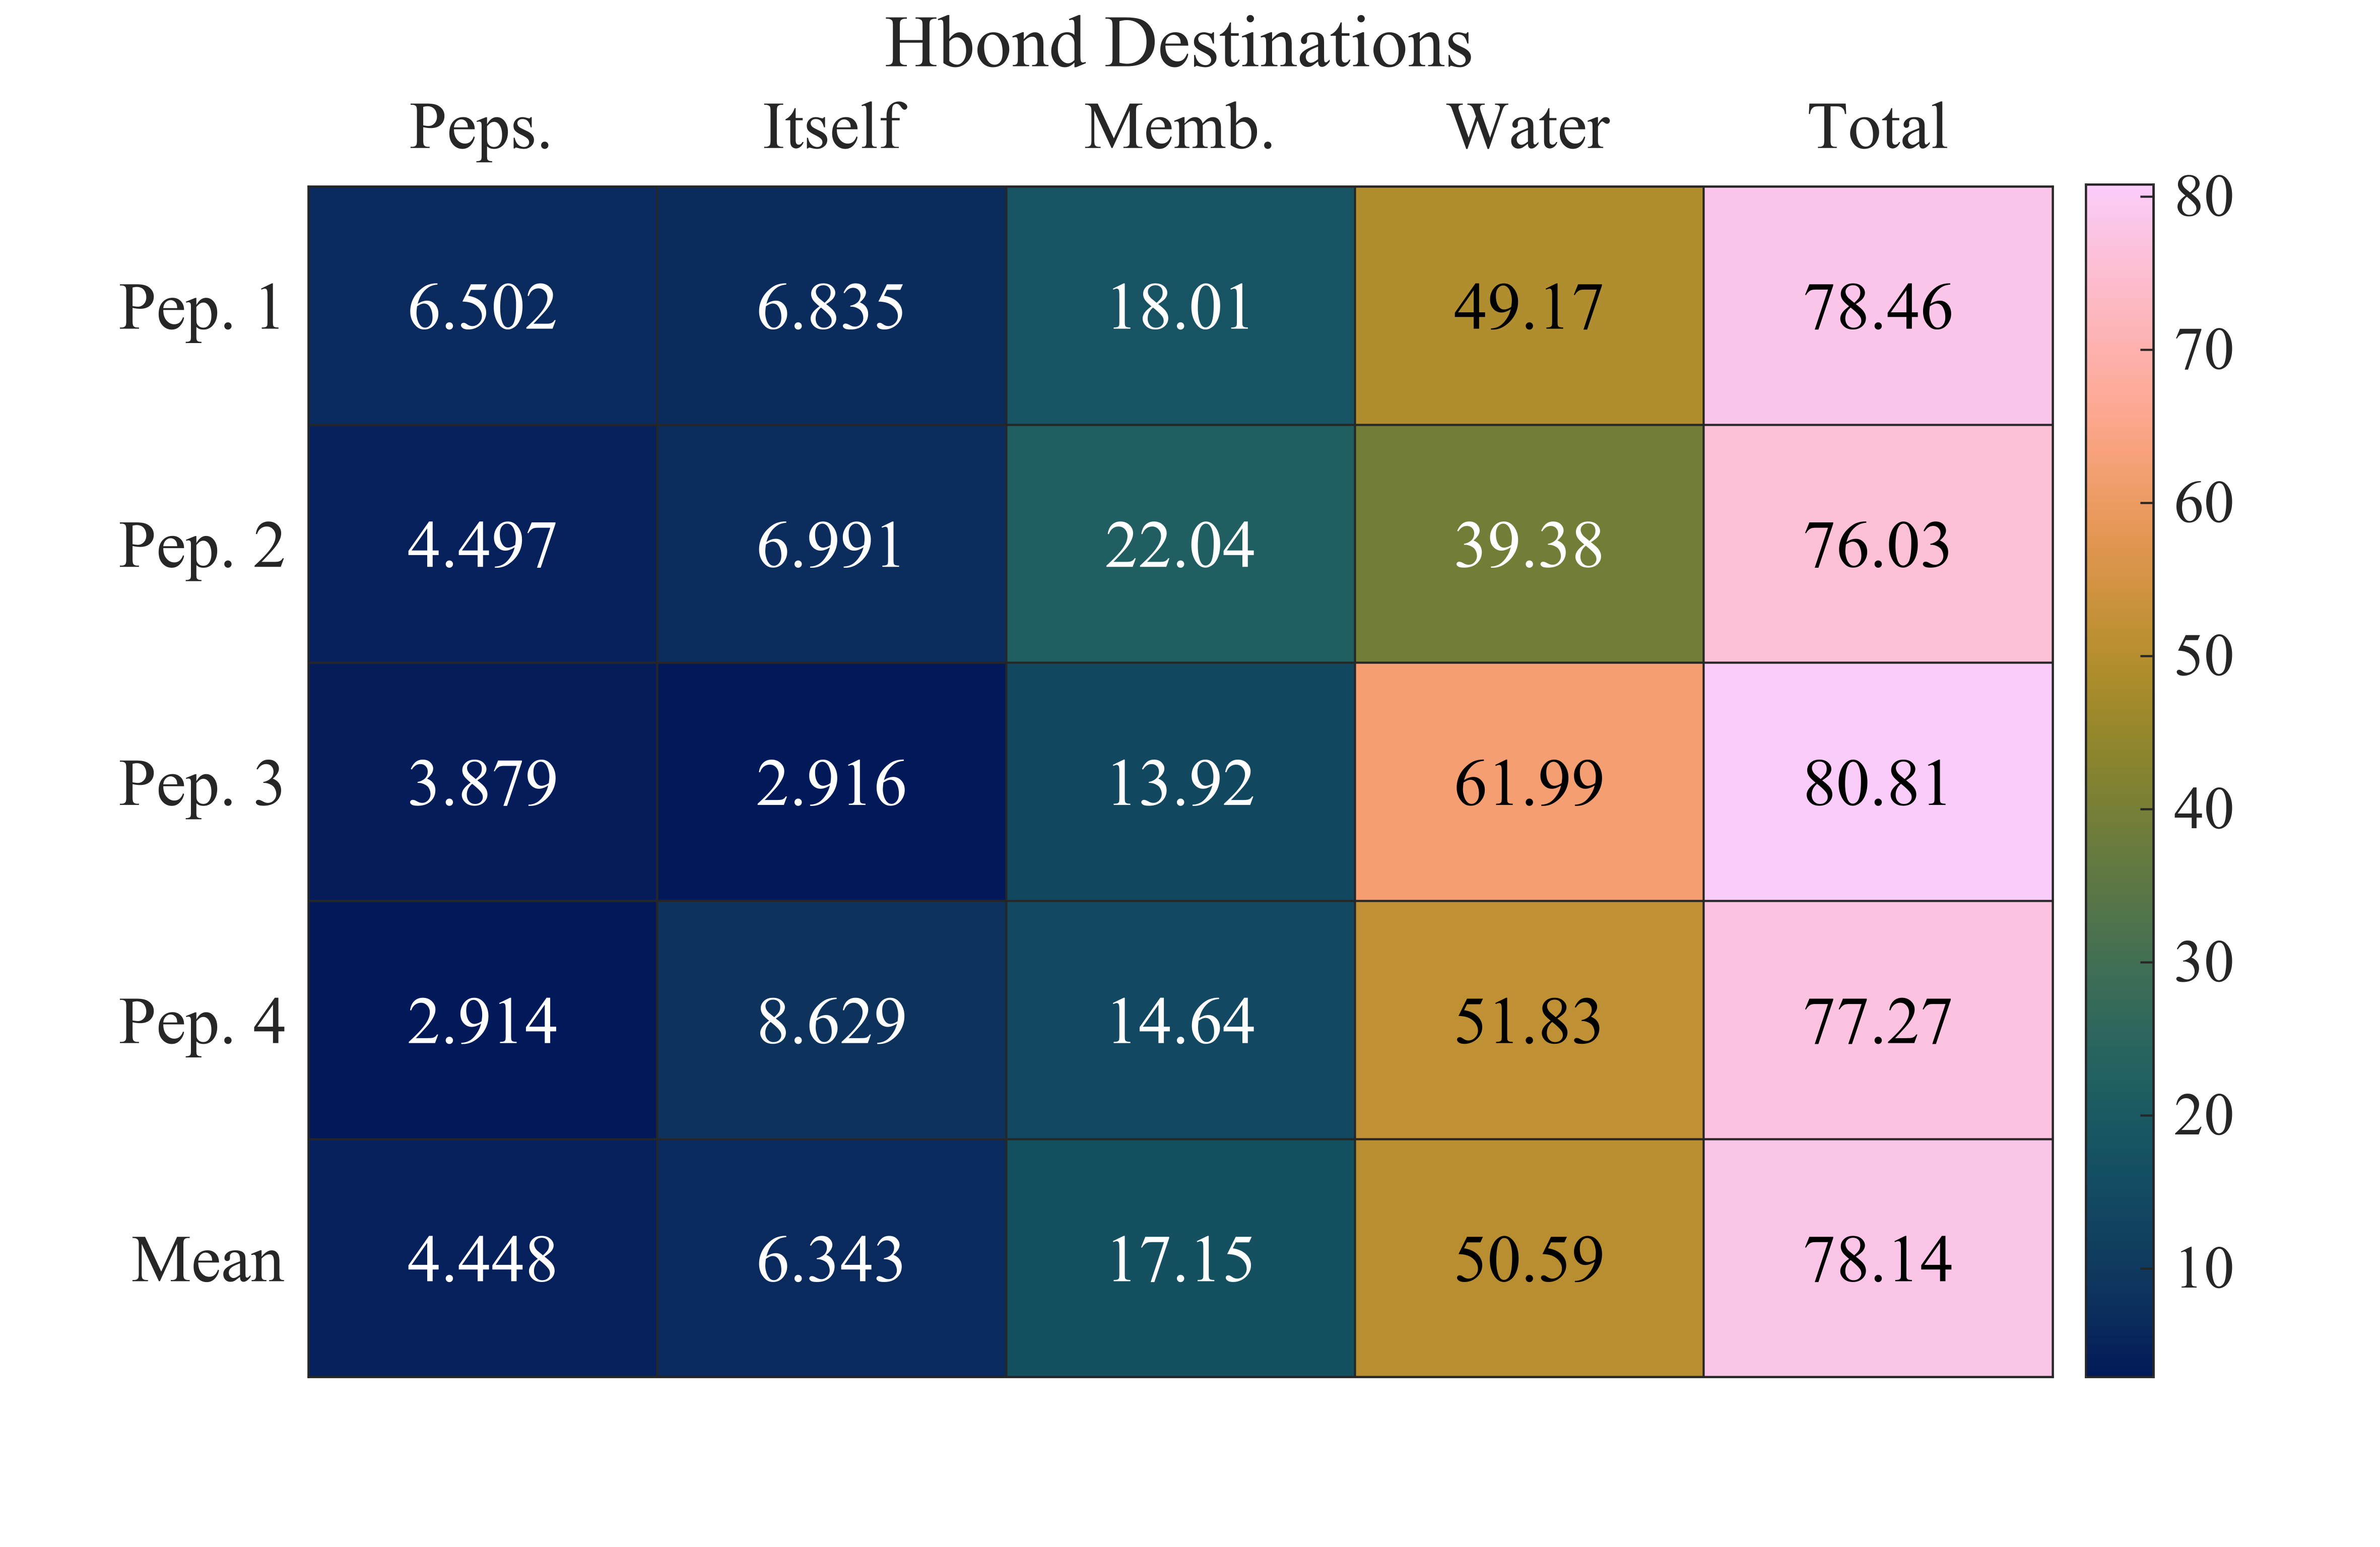 Hbond Destinations
Peps. Itself Memb. Water Total
80
Pep. 1 6.502 6.835 18.01 49.17 78.46
70
60
Pep. 2 4.497 6.991 22.04 39.38 76.03
50
Pep. 3 3.879 2.916 13.92 61.99 80.81
40
30
Pep. 4 2.914 8.629 14.64 51.83 77.27
20
Mean 4.448 6.343 17.15 50.59 78.14
10